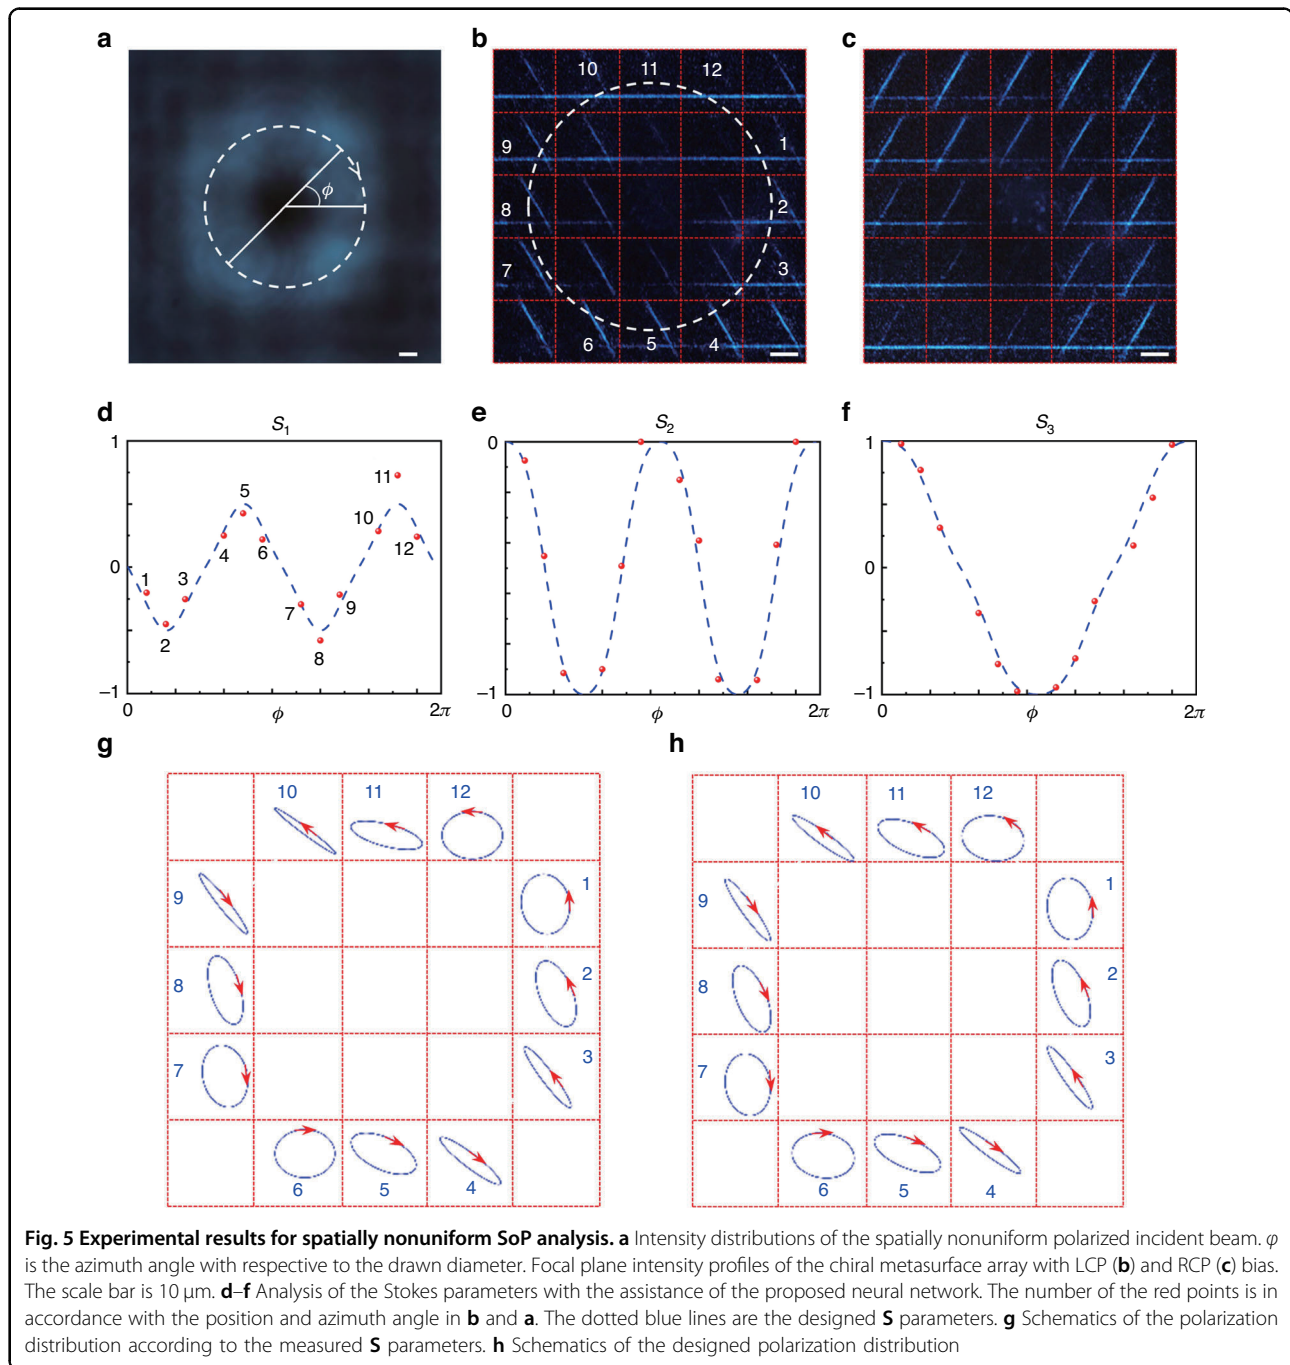 a
b
c
ϕ
10 11 12
9 1
8 2
7 3
6 5 4
d
e
f
S1
S2
S3
1
0
−1
1
2
3
4
5
6
7
8
9
10
11
12
0 ϕ 2π
0
−1
0 ϕ 2π
1
0
−1
0 ϕ 2π
g
h
10 11 12
9 1
8 2
7 3
6 5 4
10 11 12
9 1
8 2
7 3
6 5 4
Fig. 5 Experimental results for spatially nonuniform SoP analysis. a Intensity distributions of the spatially nonuniform polarized incident beam. φ
is the azimuth angle with respective to the drawn diameter. Focal plane intensity profiles of the chiral metasurface array with LCP (b) and RCP (c) bias.
The scale bar is 10 μm. d–f Analysis of the Stokes parameters with the assistance of the proposed neural network. The number of the red points is in
accordance with the position and azimuth angle in b and a. The dotted blue lines are the designed S parameters. g Schematics of the polarization
distribution according to the measured S parameters. h Schematics of the designed polarization distribution